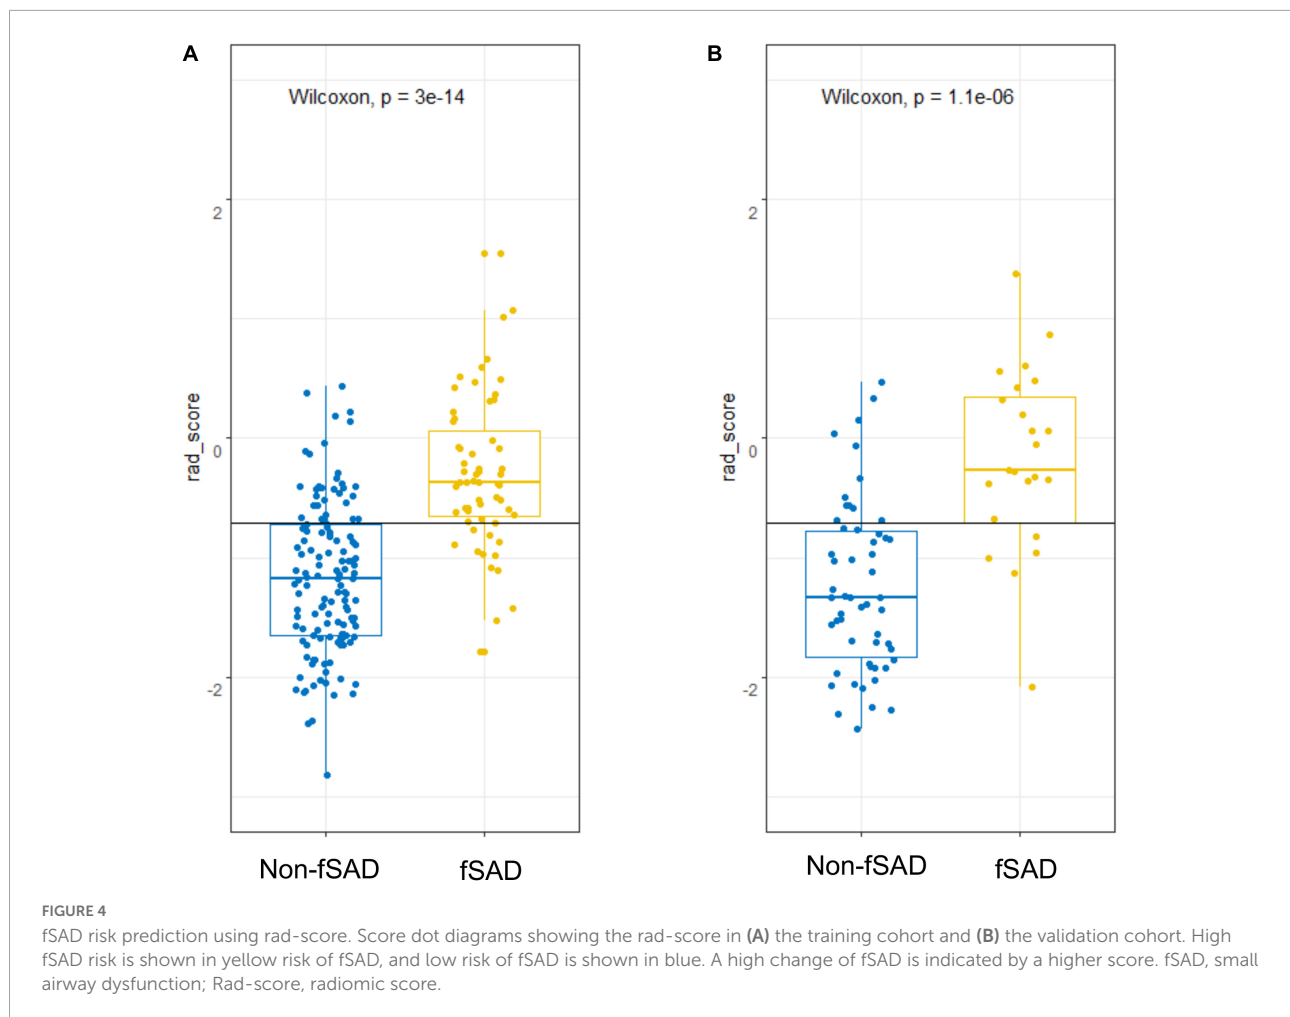 A
Wilcoxon, p = 3e-14
rad_score
2
0
-2
Non-fSAD
fSAD
B
Wilcoxon, p = 1.1e-06
rad_score
2
0
-2
Non-fSAD
fSAD
FIGURE 4
fSAD risk prediction using rad-score. Score dot diagrams showing the rad-score in (A) the training cohort and (B) the validation cohort. High
fSAD risk is shown in yellow risk of fSAD, and low risk of fSAD is shown in blue. A high change of fSAD is indicated by a higher score. fSAD, small
airway dysfunction; Rad-score, radiomic score.